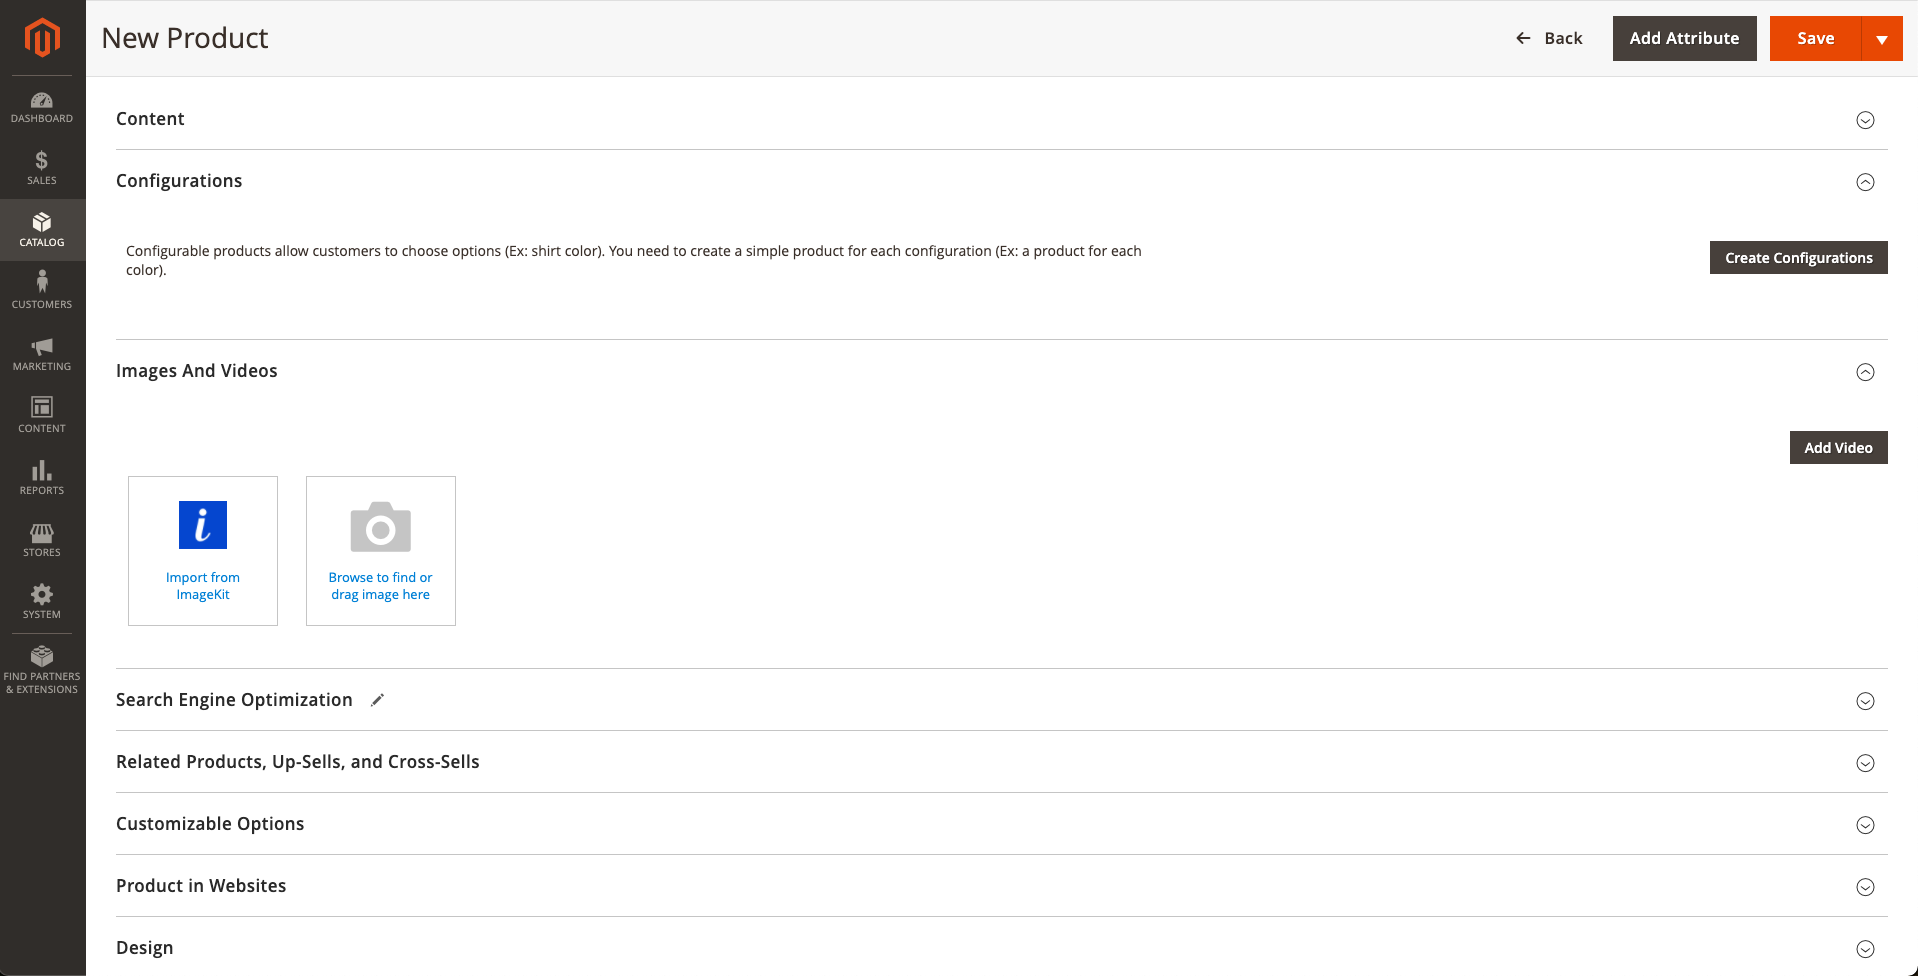 New Product
Back
Add Attribute
Save
DASHBOARD
SALES
CATALOG
CUSTOMERS
MARKETING
CONTENT
REPORTS
STORES
SYSTEM
FIND PARTNERS
& EXTENSIONS
Content
Configurations
Configurable products allow customers to choose options (Ex: shirt color). You need to create a simple product for each configuration (Ex: a product for each
color).
Create Configurations
Images And Videos
Add Video
i
Import from
ImageKit
Browse to find or
drag image here
Search Engine Optimization
Related Products, Up-Sells, and Cross-Sells
Customizable Options
Product in Websites
Design